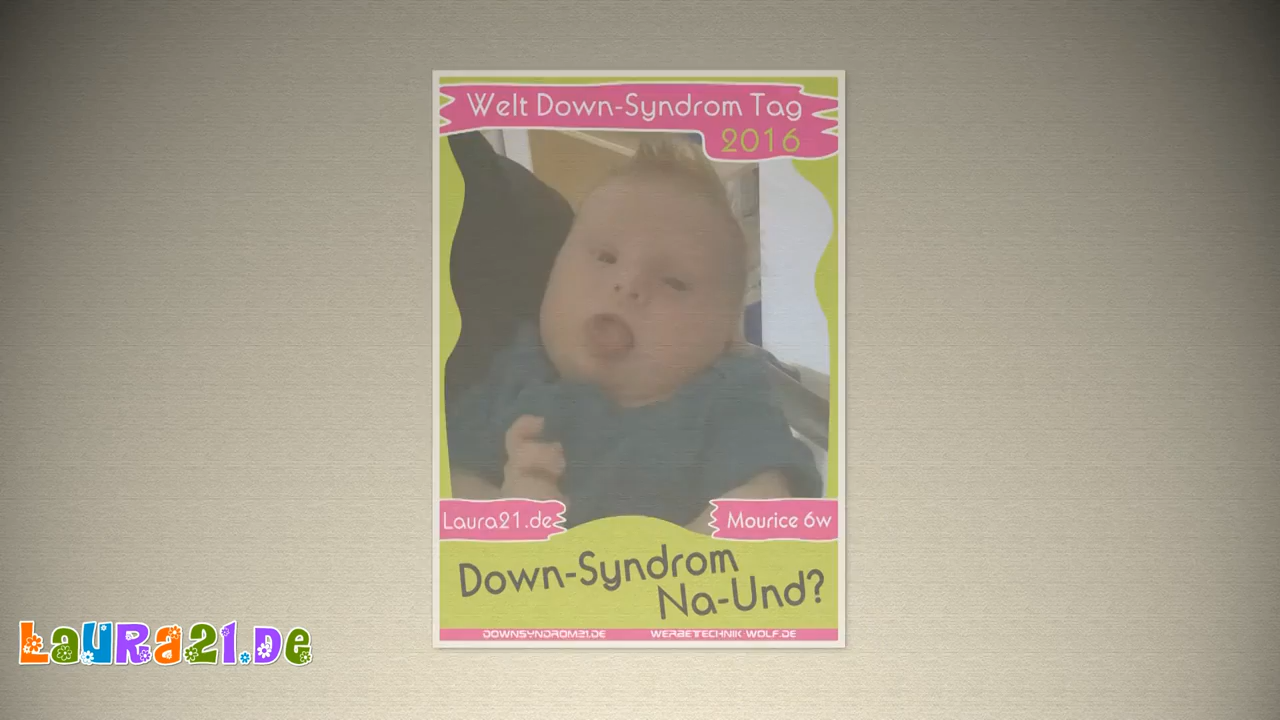 Welt Down-Syndrom Tag
2016
Laura21.de
Mourice 6w
Down-Syndrom
Na-Und?
DOWNSYNDROM21.DE WERBETECHNIK WOLF.DE
LaURa21.De